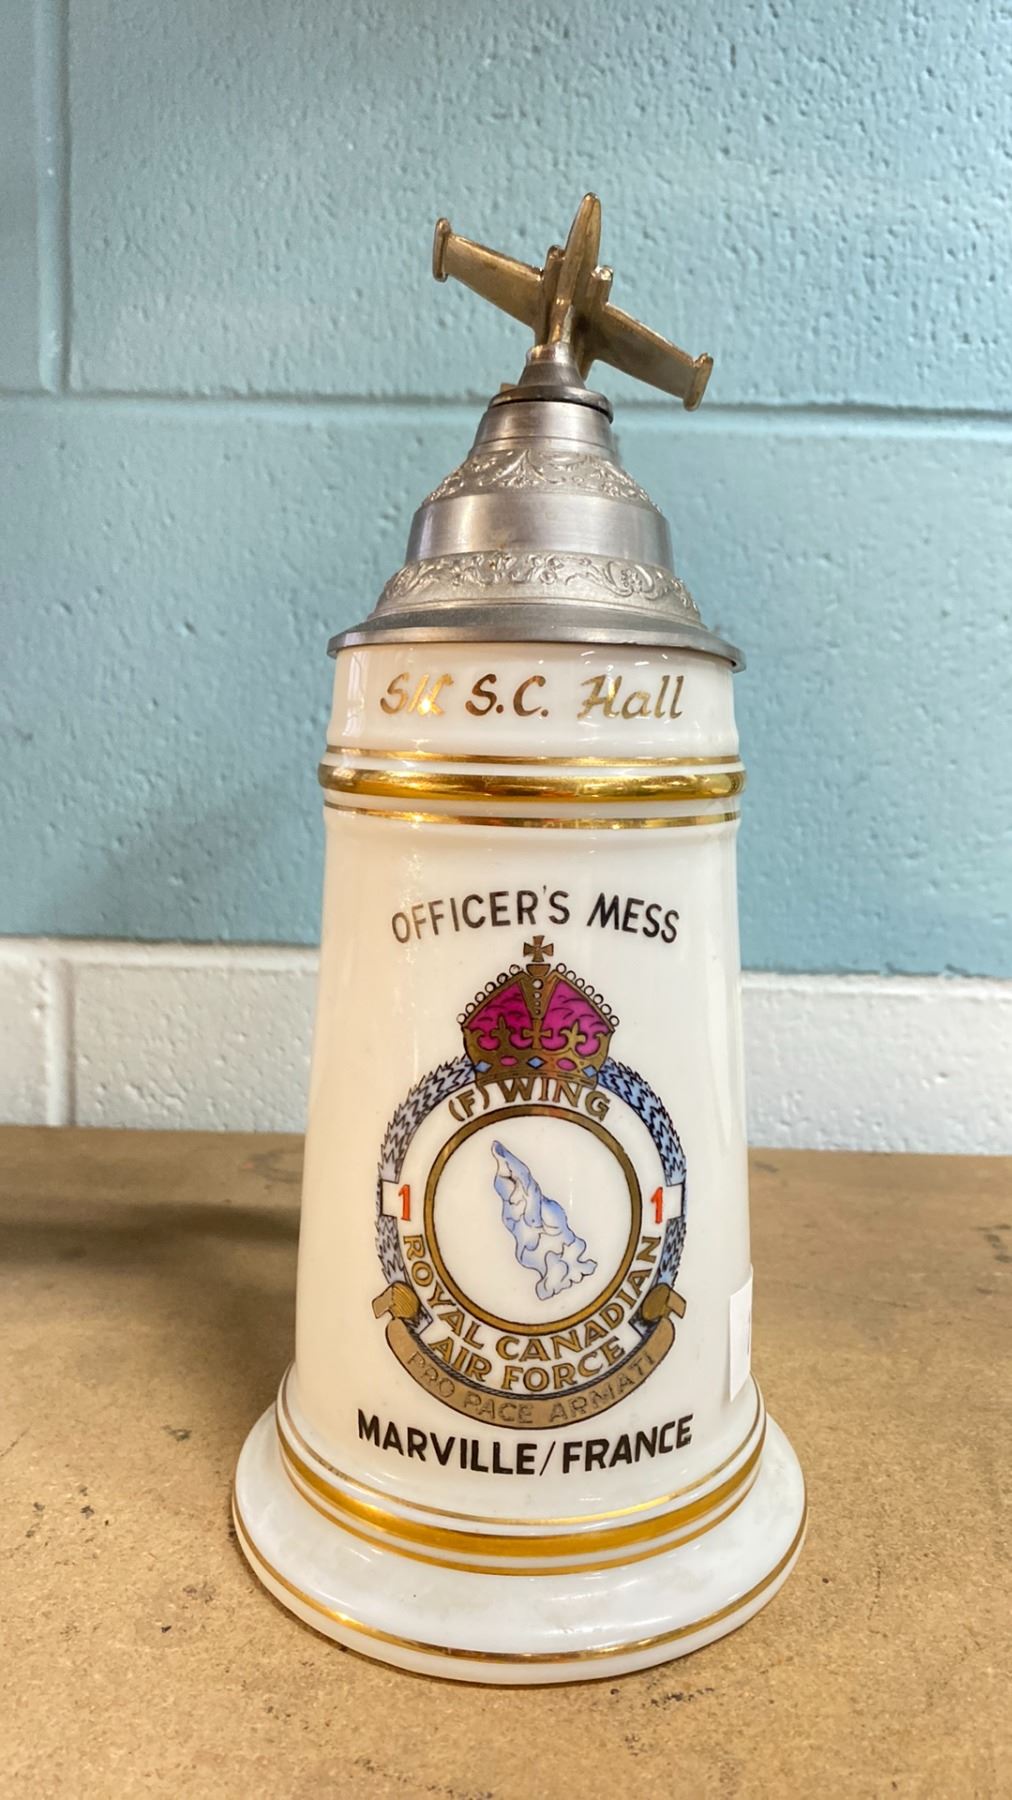 S/L S.C. Hall
OFFICER'S MESS
(F) WING
1 1
ROYAL CANADIAN
AIR FORCE
PRO PACE ARMATI
MARVILLE/FRANCE